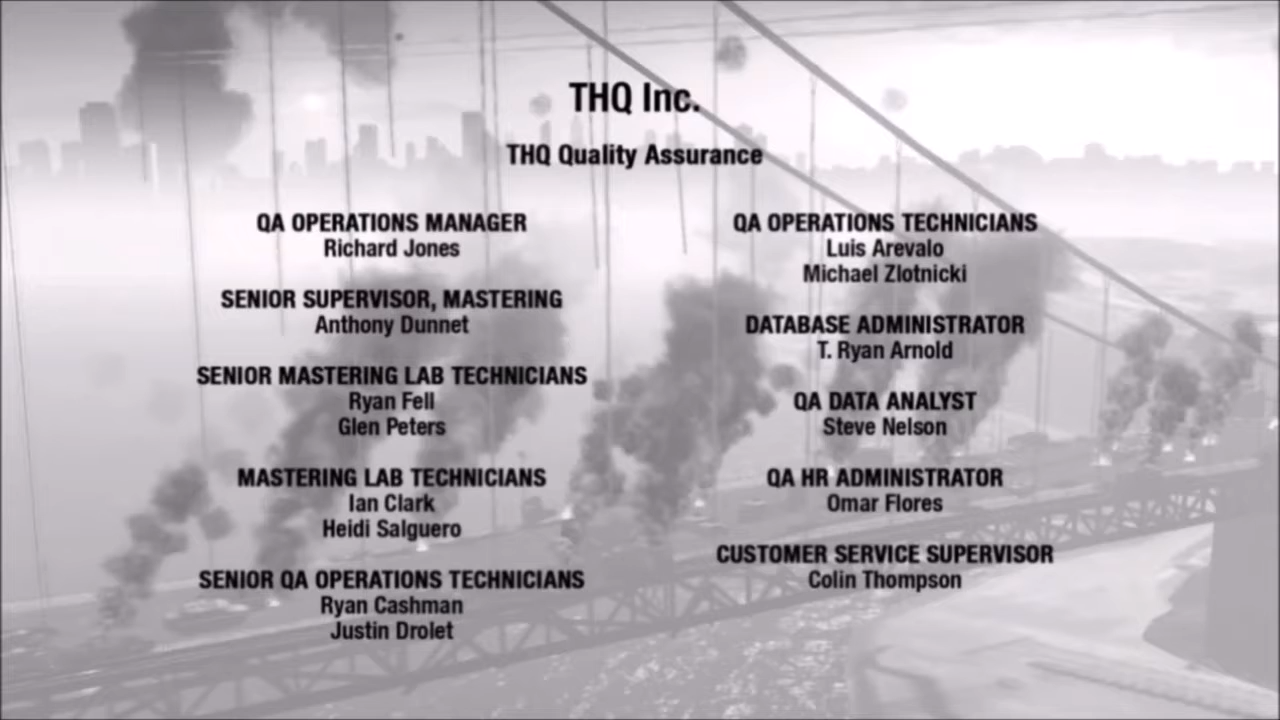 THQ Inc.
THQ Quality Assurance
QA OPERATIONS MANAGER
Richard Jones
SENIOR SUPERVISOR, MASTERING
Anthony Dunnet
SENIOR MASTERING LAB TECHNICIANS
Ryan Fell
Glen Peters
MASTERING LAB TECHNICIANS
Ian Clark
Heidi Salguero
SENIOR QA OPERATIONS TECHNICIANS
Ryan Cashman
Justin Drolet
QA OPERATIONS TECHNICIANS
Luis Arevalo
Michael Zlotnicki
DATABASE ADMINISTRATOR
T. Ryan Arnold
QA DATA ANALYST
Steve Nelson
QA HR ADMINISTRATOR
Omar Flores
CUSTOMER SERVICE SUPERVISOR
Colin Thompson